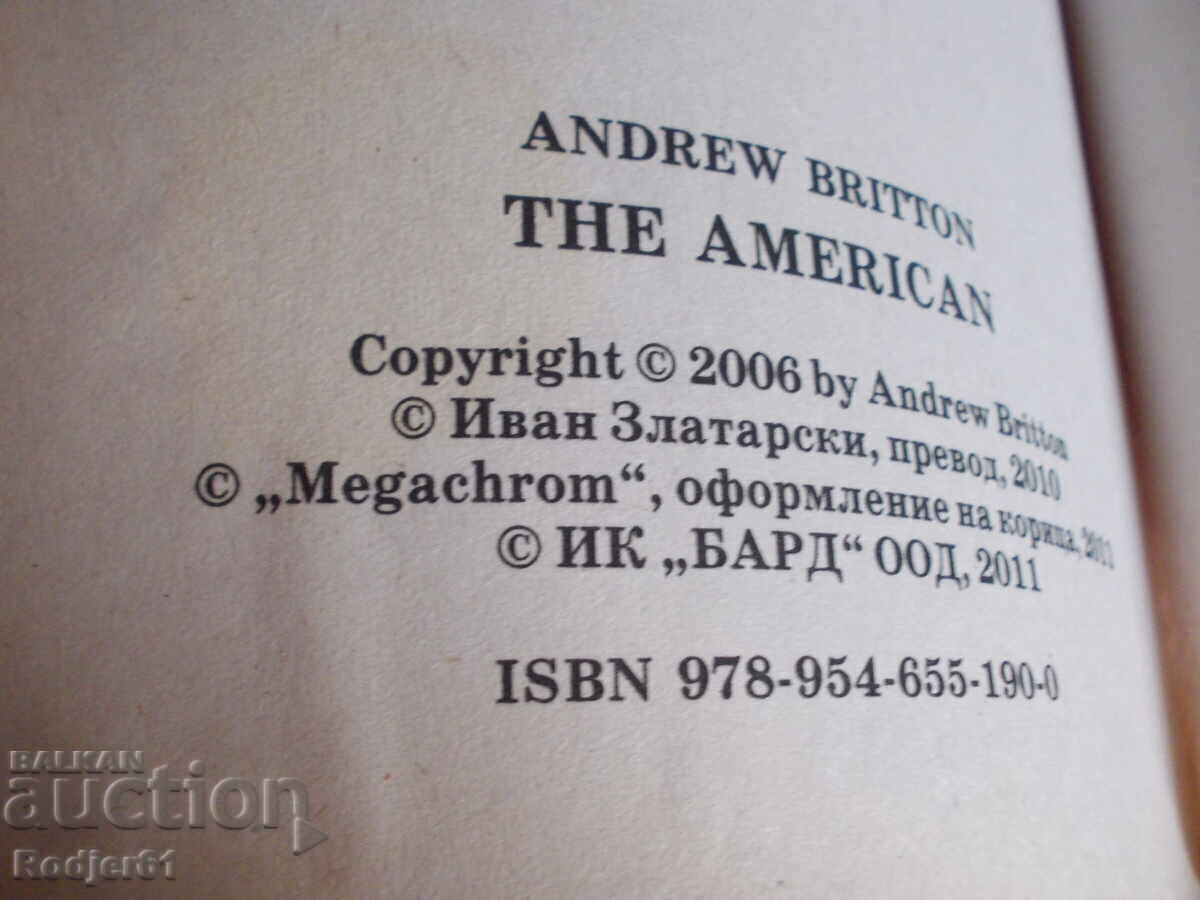 ANDREW BRITTON
THE AMERICAN
Copyright © 2006 by Andrew Britton
© Иван Златарски, превод, 2010
© „Megachrom“, оформление на корица, 2011
© ИК „БАРД“ ООД, 2011
ISBN 978-954-655-190-0
BALKAN
auction
Rodjer61